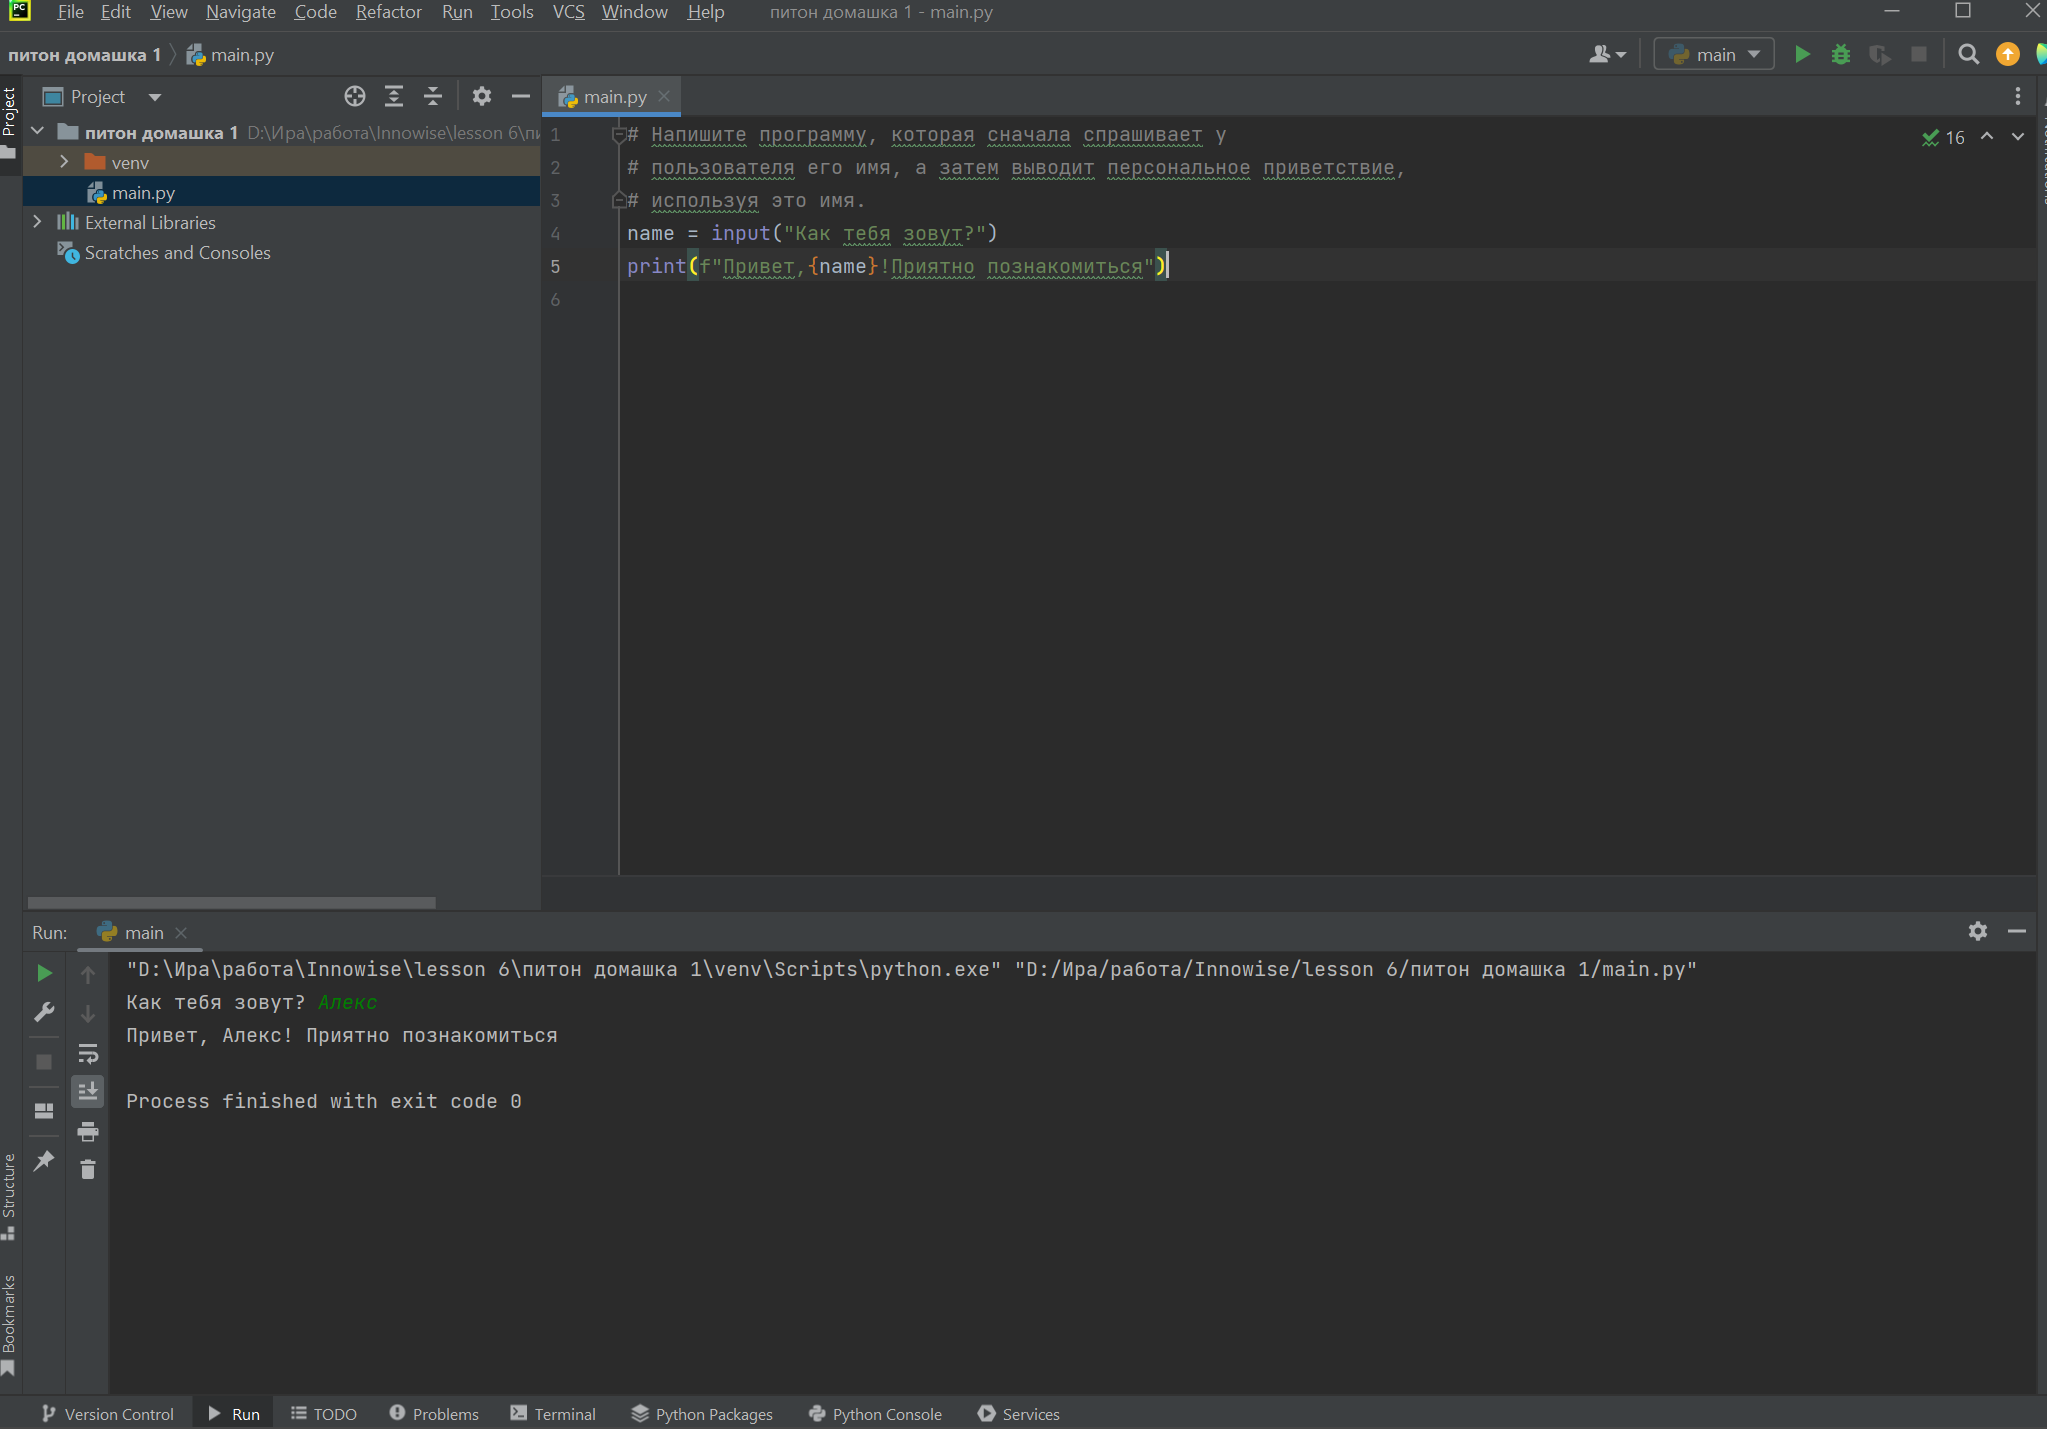 PC
File Edit View Navigate Code Refactor Run Tools VCS Window Help питон домашка 1 - main.py
питон домашка 1 main.py
main
Project
Project
main.py
питон домашка 1 D:\Ира\работа\Innowise\lesson 6\пи
venv
main.py
External Libraries
Scratches and Consoles
1 # Напишите программу, которая сначала спрашивает у
16
2 # пользователя его имя, а затем выводит персональное приветствие,
3 # используя это имя.
4 name = input("Как тебя зовут?")
5 print(f"Привет,{name}!Приятно познакомиться")
6
Run: main
"D:\Ира\работа\Innowise\lesson 6\питон домашка 1\venv\Scripts\python.exe" "D:/Ира/работа/Innowise/lesson 6/питон домашка 1/main.py"
Как тебя зовут? Алекс
Привет, Алекс! Приятно познакомиться
Process finished with exit code 0
Structure
Bookmarks
Version Control Run TODO Problems Terminal Python Packages Python Console Services